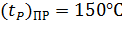 (t_P)_ПР = 150°C